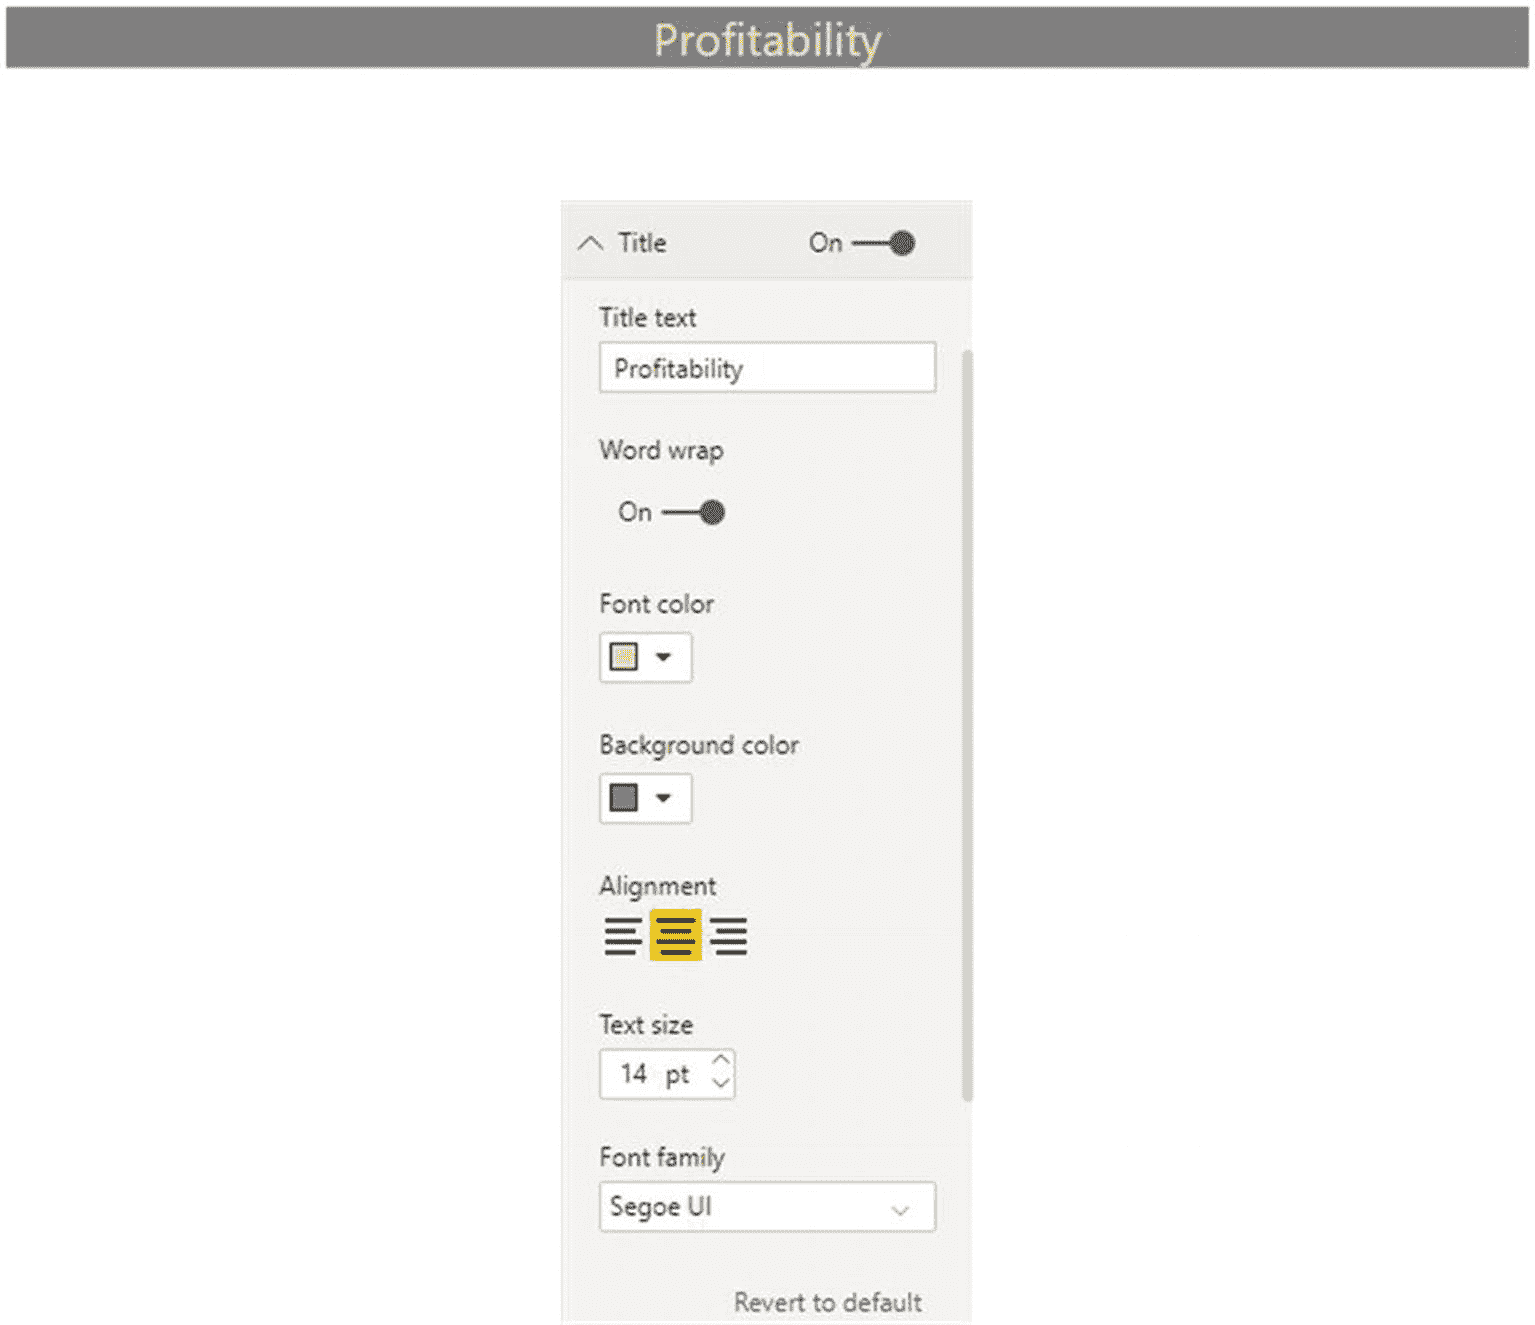 Profitability
Title On
Title text
Profitability
Word wrap
On
Font color
Background color
Alignment
Text size
14 pt
Font family
Segoe UI
Revert to default